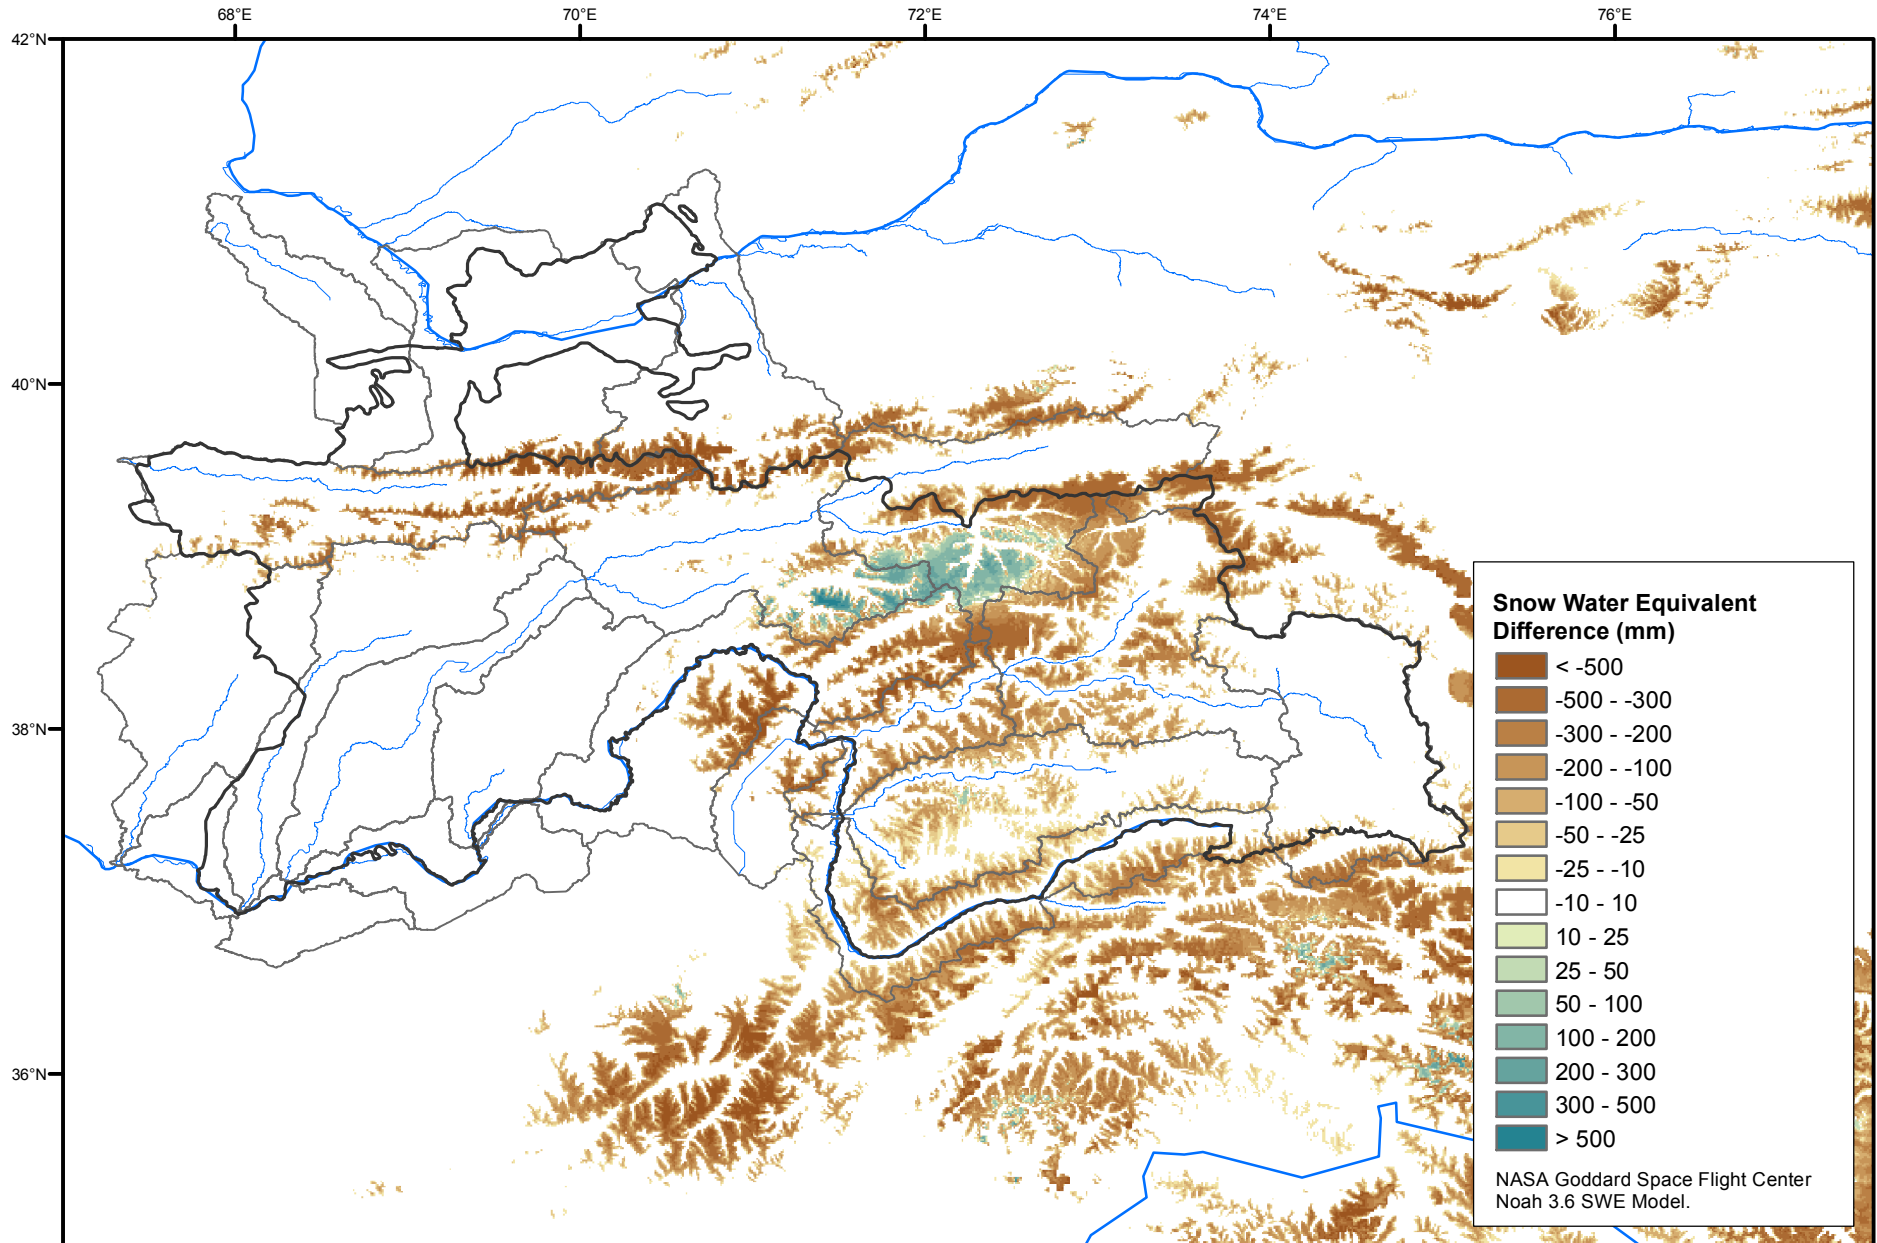 68°E
70°E
72°E
74°E
76°E
42°N
40°N
38°N
36°N
Snow Water Equivalent
Difference (mm)
< -500
-500 - -300
-300 - -200
-200 - -100
-100 - -50
-50 - -25
-25 - -10
-10 - 10
10 - 25
25 - 50
50 - 100
100 - 200
200 - 300
300 - 500
> 500
NASA Goddard Space Flight Center
Noah 3.6 SWE Model.